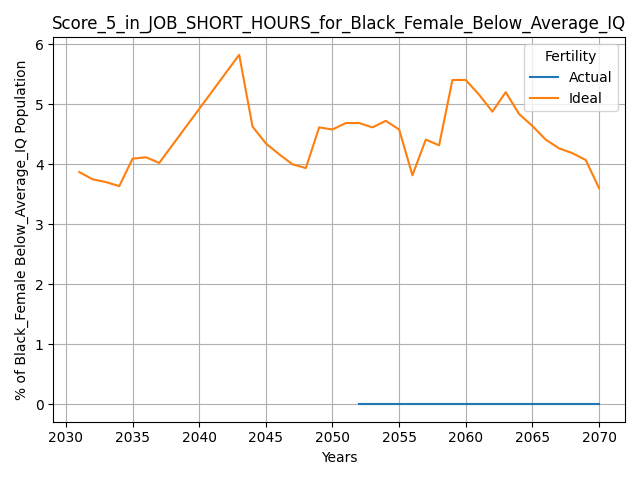 Score_5_in_JOB_SHORT_HOURS_for_Black_Female_Below_Average_IQ
% of Black_Female Below_Average_IQ Population
6
5
4
3
2
1
0
Fertility
Actual
Ideal
2030 2035 2040 2045 2050 2055 2060 2065 2070
Years